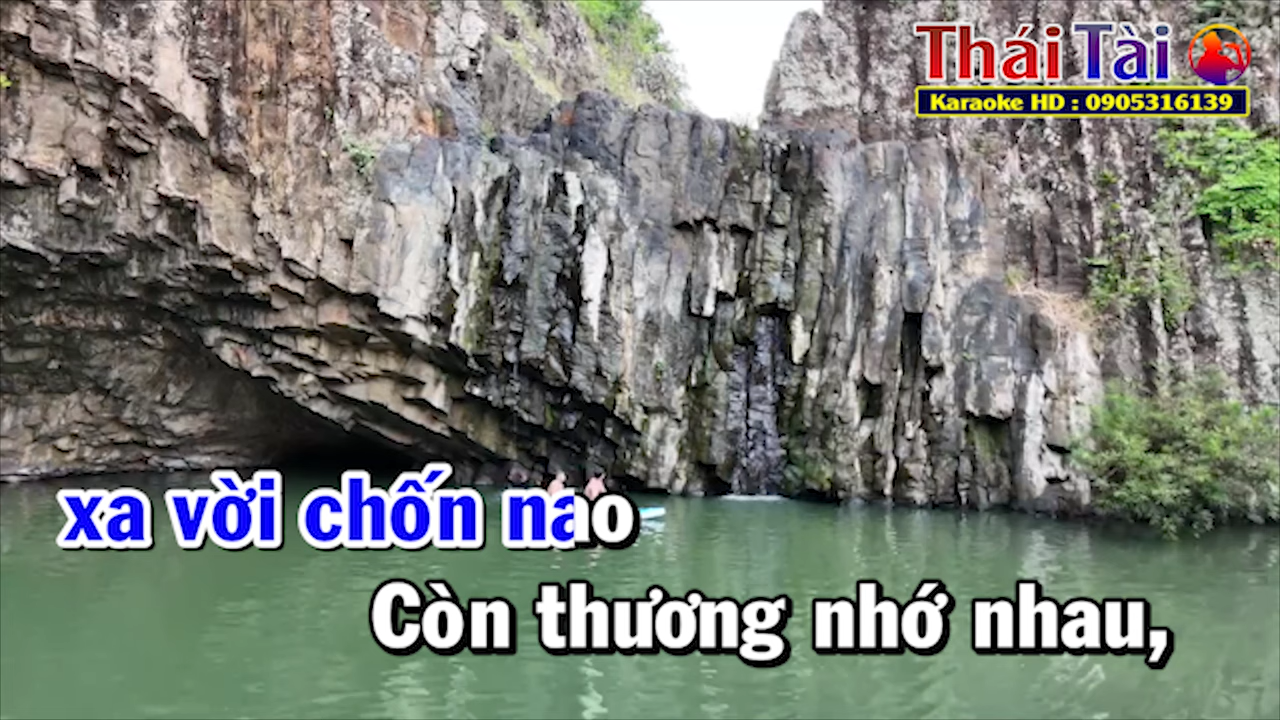 Thái Tài
Karaoke HD : 0905316139
xa vời chốn nao
Còn thương nhớ nhau,